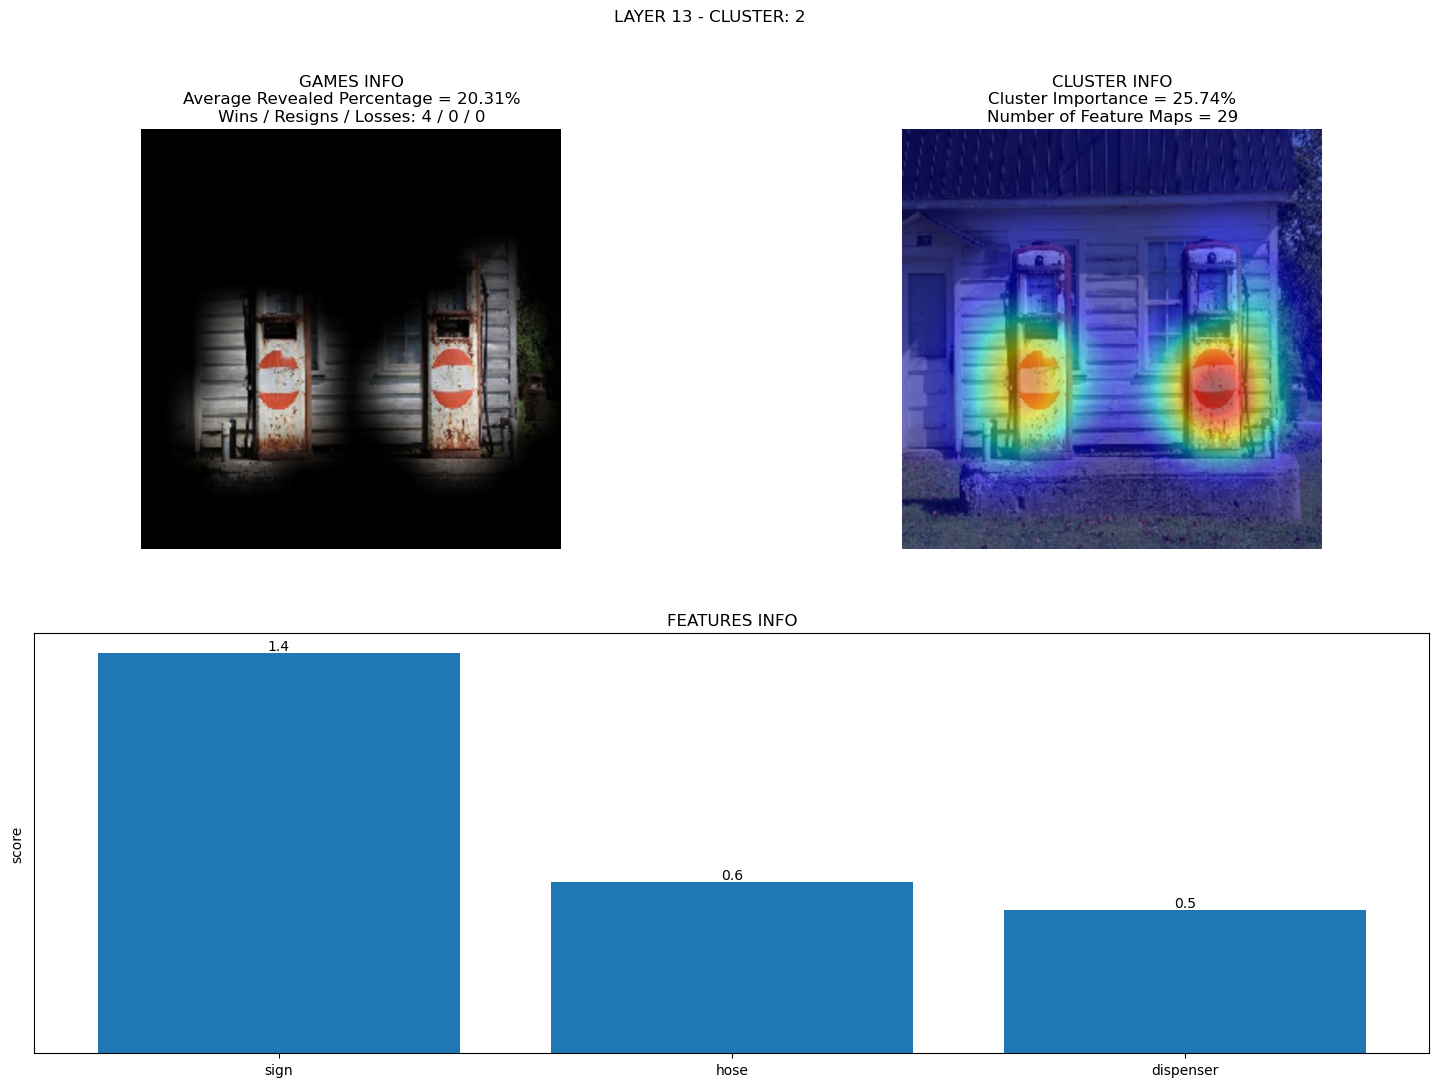 LAYER 13 - CLUSTER: 2
GAMES INFO
Average Revealed Percentage = 20.31%
Wins / Resigns / Losses: 4 / 0 / 0
CLUSTER INFO
Cluster Importance = 25.74%
Number of Feature Maps = 29
FEATURES INFO
score
1.4
0.6
0.5
sign
hose
dispenser